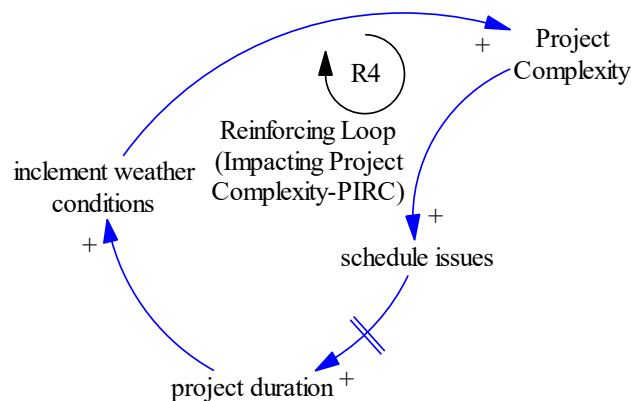 +
Project
Complexity
R4
Reinforcing Loop
(Impacting Project
Complexity-PIRC)
inclement weather
conditions
+
+
schedule issues
project duration
+